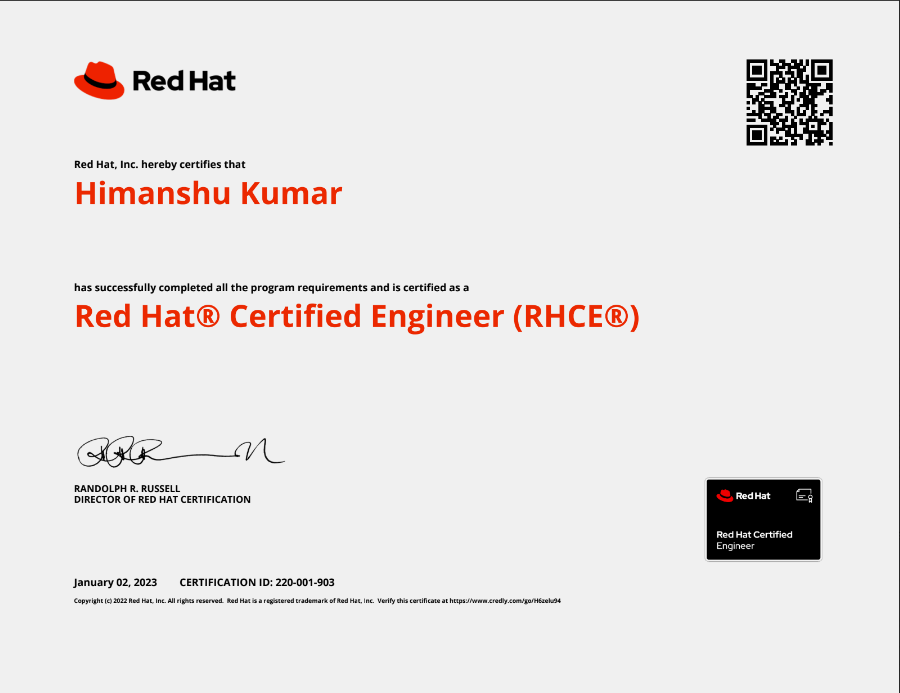 Red Hat
Red Hat, Inc. hereby certifies that
Himanshu Kumar
has successfully completed all the program requirements and is certified as a
Red Hat® Certified Engineer (RHCE®)
RANDOLPH R. RUSSELL
DIRECTOR OF RED HAT CERTIFICATION
Red Hat
Red Hat Certified
Engineer
January 02, 2023 CERTIFICATION ID: 220-001-903
Copyright (c) 2022 Red Hat, Inc. All rights reserved. Red Hat is a registered trademark of Red Hat, Inc. Verify this certificate at https://www.credly.com/go/H6zelu94